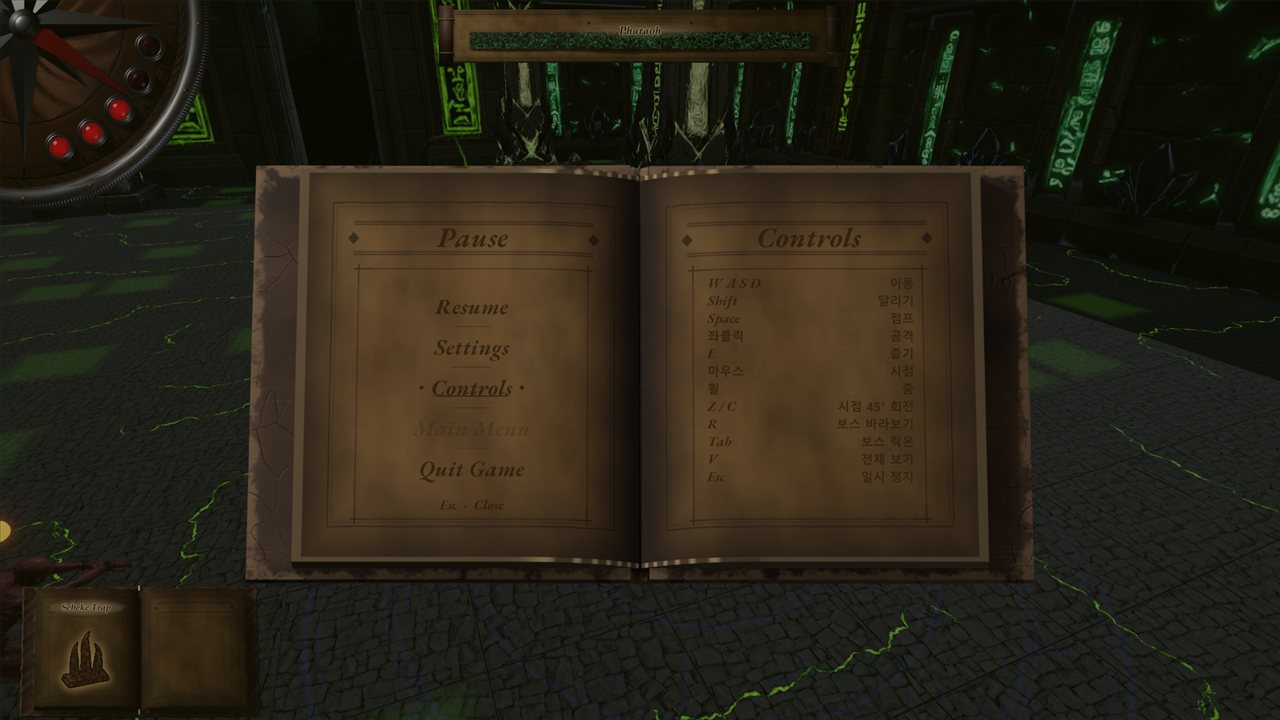 Pharaoh
Pause
Resume
Settings
· Controls ·
Main Menu
Quit Game
Esc · Close
Controls
W A S D 이동
Shift 달리기
Space 점프
좌클릭 공격
E 줍기
마우스 시점
휠 줌
Z / C 시점 45° 회전
R 보스 바라보기
Tab 보스 락온
V 전체 보기
Esc 일시 정지